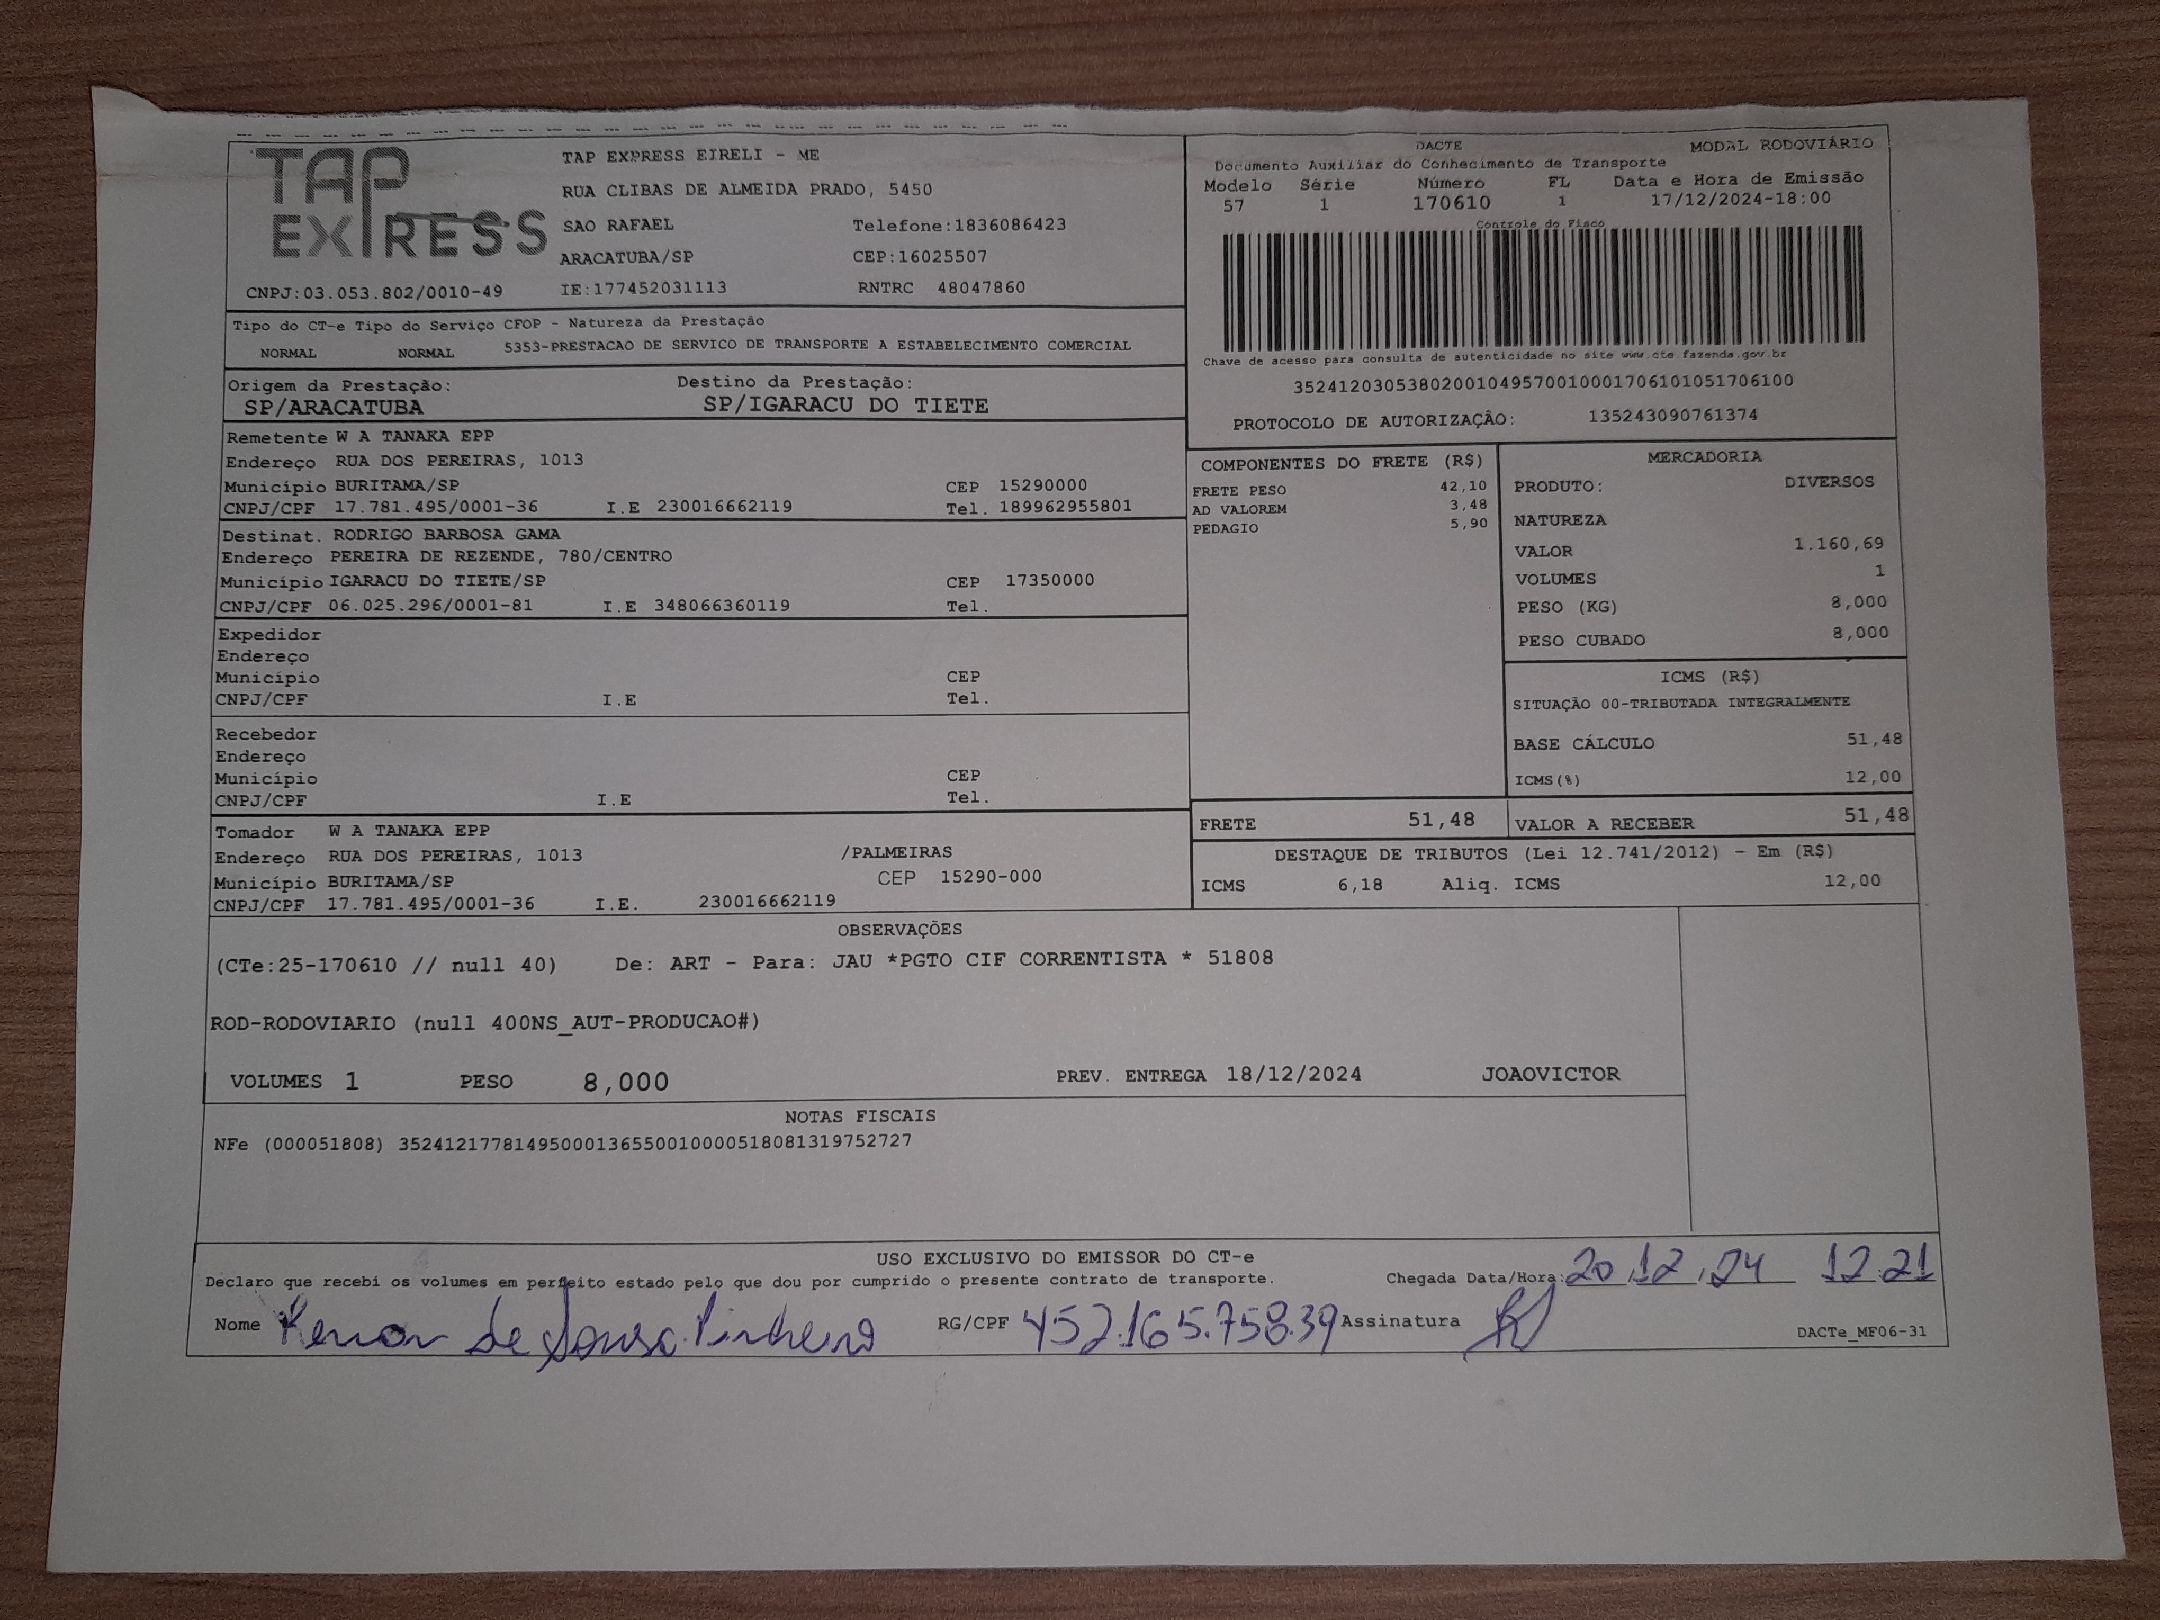 TAP
EXPRESS
CNPJ:03.053.802/0010-49
TAP EXPRESS EIRELI - ME
RUA CLIBAS DE ALMEIDA PRADO, 5450
SAO RAFAEL Telefone:1836086423
ARACATUBA/SP CEP:16025507
IE:177452031113 RNTRC 48047860
DACTE MODAL RODOVIÁRIO
Documento Auxiliar do Conhecimento de Transporte
Modelo Série Número FL Data e Hora de Emissão
57 1 170610 1 17/12/2024-18:00
Controle do Fisco
Chave de acesso para consulta de autenticidade no site www.cte.fazenda.gov.br
35241203053802001049570010001706101051706100
PROTOCOLO DE AUTORIZAÇÃO: 135243090761374
Tipo do CT-e Tipo do Serviço CFOP - Natureza da Prestação
NORMAL NORMAL 5353-PRESTACAO DE SERVICO DE TRANSPORTE A ESTABELECIMENTO COMERCIAL
Origem da Prestação: Destino da Prestação:
SP/ARACATUBA SP/IGARACU DO TIETE
Remetente W A TANAKA EPP
Endereço RUA DOS PEREIRAS, 1013
Município BURITAMA/SP CEP 15290000
CNPJ/CPF 17.781.495/0001-36 I.E 230016662119 Tel. 189962955801
Destinat. RODRIGO BARBOSA GAMA
Endereço PEREIRA DE REZENDE, 780/CENTRO
Município IGARACU DO TIETE/SP CEP 17350000
CNPJ/CPF 06.025.296/0001-81 I.E 348066360119 Tel.
Expedidor
Endereço
Município CEP
CNPJ/CPF I.E Tel.
Recebedor
Endereço
Município CEP
CNPJ/CPF I.E Tel.
Tomador W A TANAKA EPP
Endereço RUA DOS PEREIRAS, 1013 /PALMEIRAS
Município BURITAMA/SP CEP 15290-000
CNPJ/CPF 17.781.495/0001-36 I.E. 230016662119
COMPONENTES DO FRETE (R$)
FRETE PESO 42,10
AD VALOREM 3,48
PEDAGIO 5,90
MERCADORIA
PRODUTO: DIVERSOS
NATUREZA
VALOR 1.160,69
VOLUMES 1
PESO (KG) 8,000
PESO CUBADO 8,000
ICMS (R$)
SITUAÇÃO 00-TRIBUTADA INTEGRALMENTE
BASE CÁLCULO 51,48
ICMS(%) 12,00
FRETE 51,48 VALOR A RECEBER 51,48
DESTAQUE DE TRIBUTOS (Lei 12.741/2012) - Em (R$)
ICMS 6,18 Aliq. ICMS 12,00
OBSERVAÇÕES
(CTe:25-170610 // null 40) De: ART - Para: JAU *PGTO CIF CORRENTISTA * 51808
ROD-RODOVIARIO (null 400NS_AUT-PRODUCAO#)
VOLUMES 1 PESO 8,000 PREV. ENTREGA 18/12/2024 JOAOVICTOR
NOTAS FISCAIS
NFe (000051808) 35241217781495000136550010000518081319752727
USO EXCLUSIVO DO EMISSOR DO CT-e
Declaro que recebi os volumes em perfeito estado pelo que dou por cumprido o presente contrato de transporte. Chegada Data/Hora: 20.12.24 12 21
Nome Renan de Sousa Pinheiro RG/CPF 452.165.758.39 Assinatura
DACTe_MF06-31